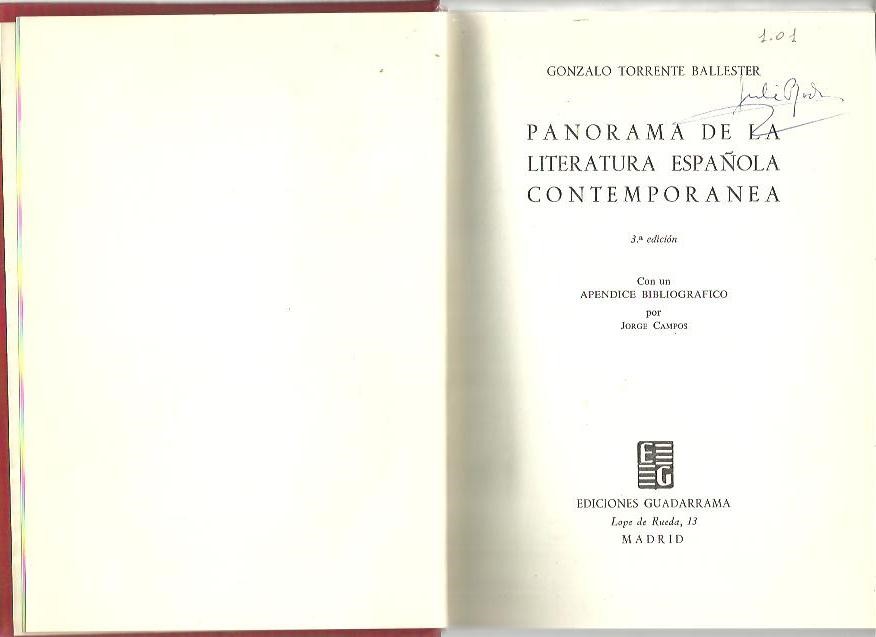 1.01
GONZALO TORRENTE BALLESTER
PANORAMA DE LA
LITERATURA ESPAÑOLA
CONTEMPORANEA
3.ª edición
Con un
APENDICE BIBLIOGRAFICO
por
JORGE CAMPOS
E
G
EDICIONES GUADARRAMA
Lope de Rueda, 13
MADRID